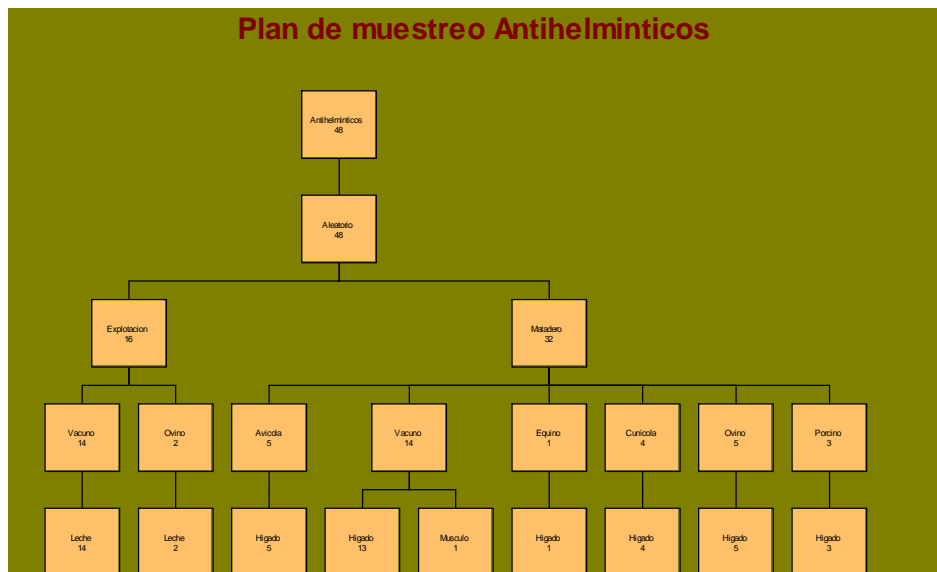 Plan de muestreo Antihelminticos
Antihelminticos
48
Aleatorio
48
Explotacion
16
Matadero
32
Vacuno
14
Ovino
2
Avicola
5
Vacuno
14
Equino
1
Cunicola
4
Ovino
5
Porcino
3
Leche
14
Leche
2
Higado
5
Higado
13
Musculo
1
Higado
1
Higado
4
Higado
5
Higado
3